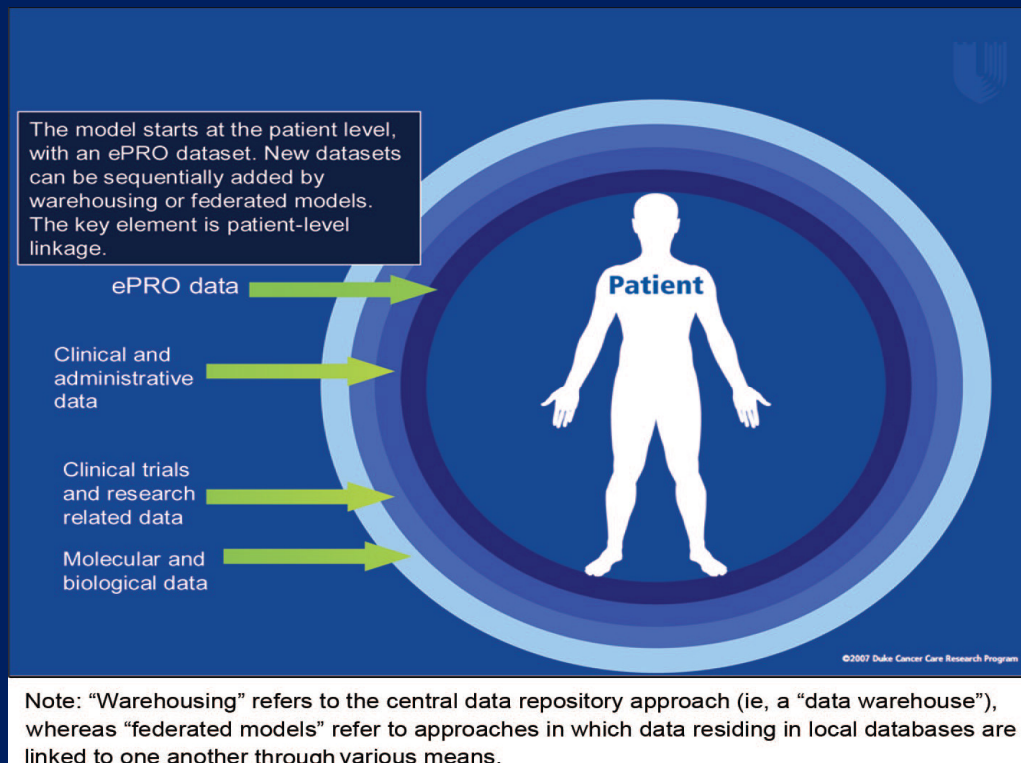 The model starts at the patient level,
with an ePRO dataset. New datasets
can be sequentially added by
warehousing or federated models.
The key element is patient-level
linkage.
ePRO data
Patient
Clinical and
administrative
data
Clinical trials
and research
related data
Molecular and
biological data
©2007 Duke Cancer Care Research Program
Note: “Warehousing” refers to the central data repository approach (ie, a “data warehouse”),
whereas “federated models” refer to approaches in which data residing in local databases are
linked to one another through various means.